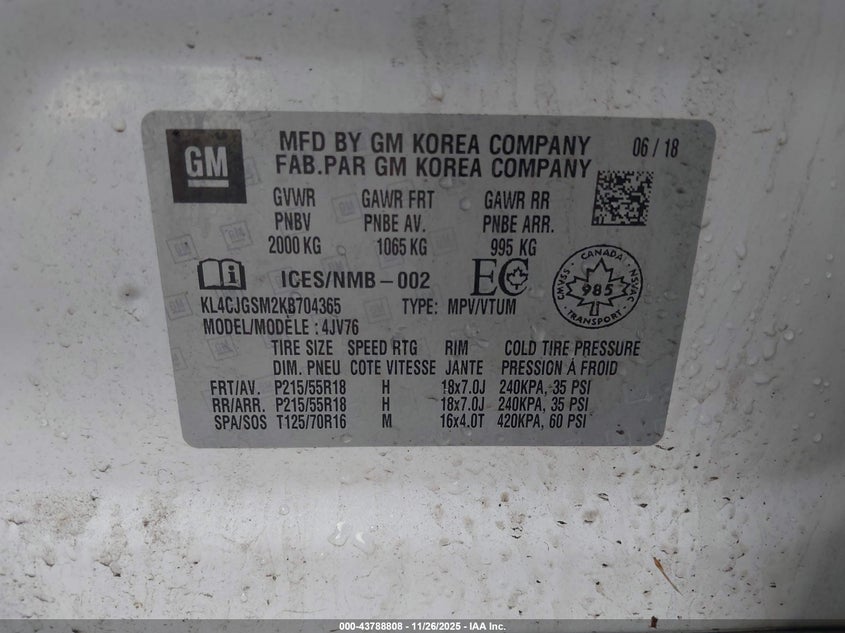 GM
MFD BY GM KOREA COMPANY 06 / 18
FAB.PAR GM KOREA COMPANY
GVWR GAWR FRT GAWR RR
PNBV PNBE AV. PNBE ARR.
2000 KG 1065 KG 995 KG
ICES/NMB – 002 EC
CANADA
CMVSS 985 NSVAC
TRANSPORT
KL4CJGSM2KB704365 TYPE: MPV/VTUM
MODEL/MODÈLE : 4JV76
TIRE SIZE SPEED RTG RIM COLD TIRE PRESSURE
DIM. PNEU COTE VITESSE JANTE PRESSION À FROID
FRT/AV. P215/55R18 H 18x7.0J 240KPA, 35 PSI
RR/ARR. P215/55R18 H 18x7.0J 240KPA, 35 PSI
SPA/SOS T125/70R16 M 16x4.0T 420KPA, 60 PSI
000-43788808 - 11/26/2025 - IAA Inc.